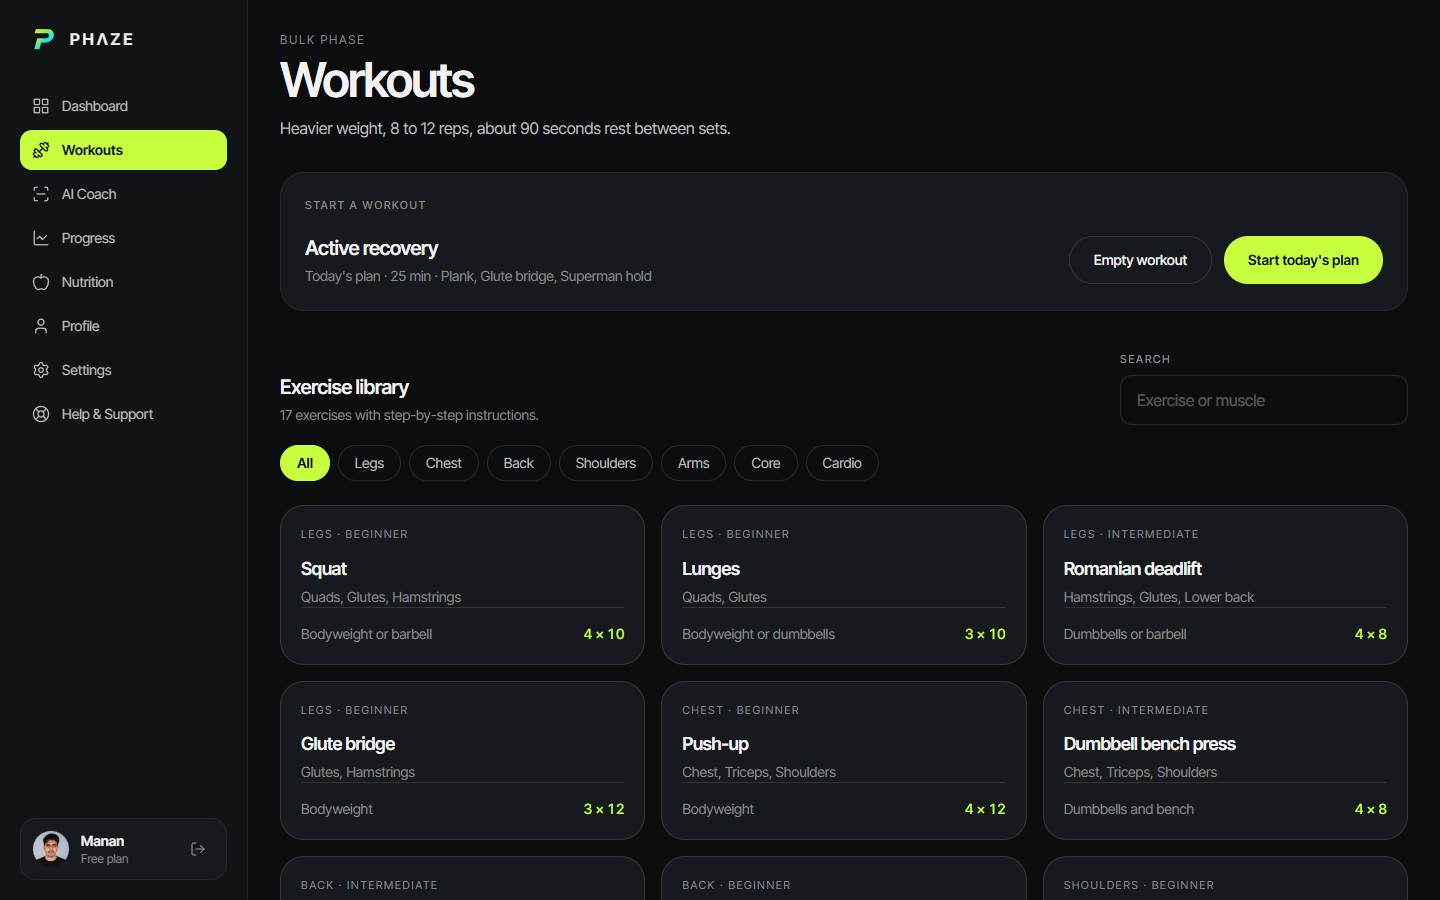 PHΛZE
Dashboard
Workouts
AI Coach
Progress
Nutrition
Profile
Settings
Help & Support
Manan
Free plan
BULK PHASE
Workouts
Heavier weight, 8 to 12 reps, about 90 seconds rest between sets.
START A WORKOUT
Active recovery
Today's plan · 25 min · Plank, Glute bridge, Superman hold
Empty workout
Start today's plan
Exercise library
17 exercises with step-by-step instructions.
SEARCH
Exercise or muscle
All
Legs
Chest
Back
Shoulders
Arms
Core
Cardio
LEGS · BEGINNER
Squat
Quads, Glutes, Hamstrings
Bodyweight or barbell
4 × 10
LEGS · BEGINNER
Lunges
Quads, Glutes
Bodyweight or dumbbells
3 × 10
LEGS · INTERMEDIATE
Romanian deadlift
Hamstrings, Glutes, Lower back
Dumbbells or barbell
4 × 8
LEGS · BEGINNER
Glute bridge
Glutes, Hamstrings
Bodyweight
3 × 12
CHEST · BEGINNER
Push-up
Chest, Triceps, Shoulders
Bodyweight
4 × 12
CHEST · INTERMEDIATE
Dumbbell bench press
Chest, Triceps, Shoulders
Dumbbells and bench
4 × 8
BACK · INTERMEDIATE
BACK · BEGINNER
SHOULDERS · BEGINNER